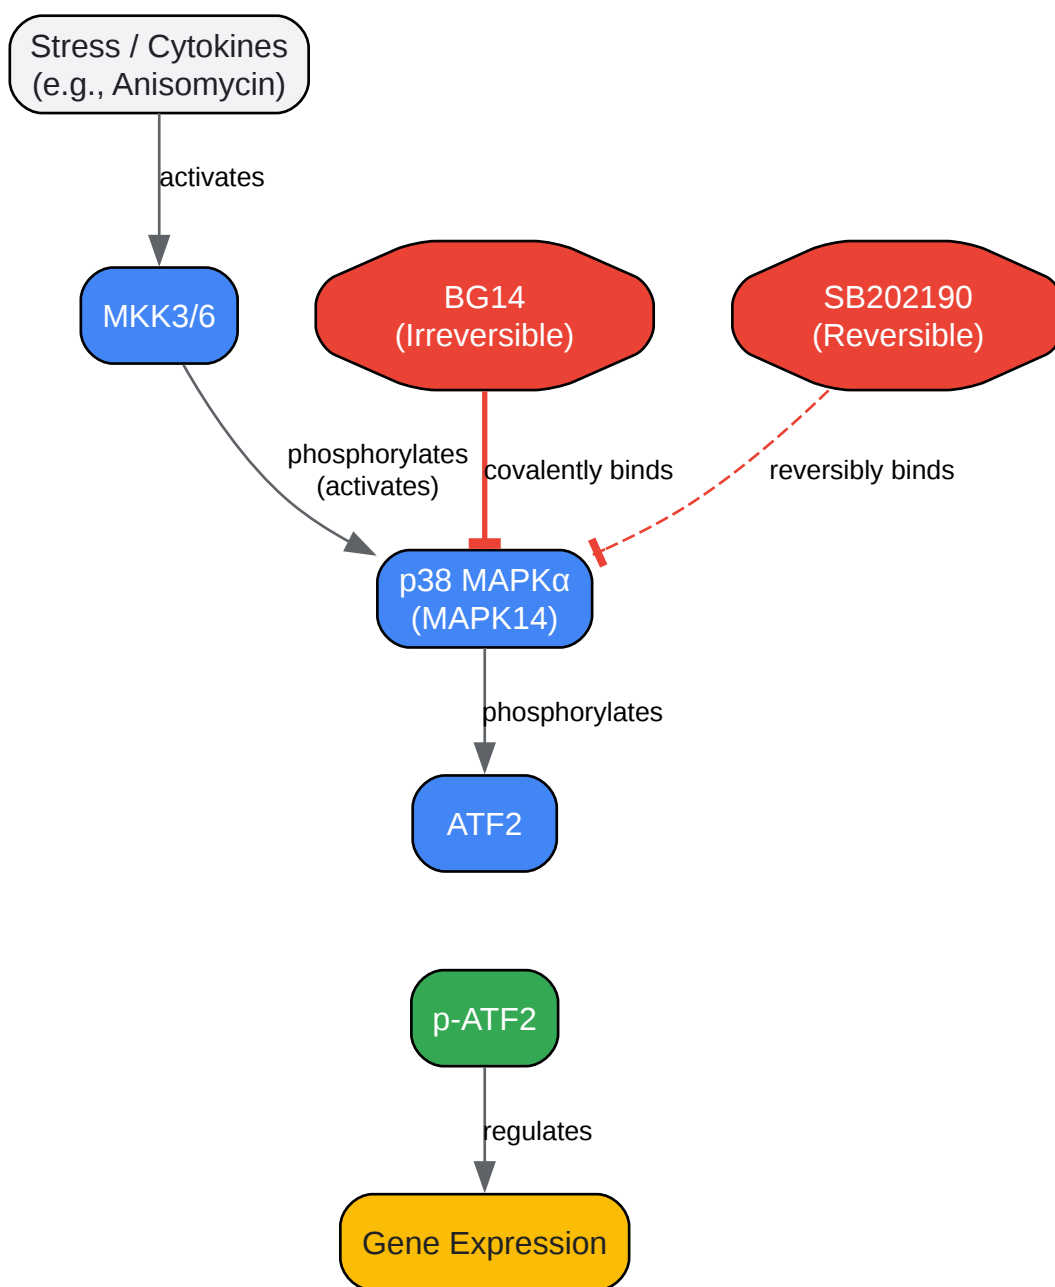 Stress / Cytokines
(e.g., Anisomycin)
activates
MKK3/6
BG14
(Irreversible)
SB202190
(Reversible)
phosphorylates
(activates)
covalently binds
reversibly binds
p38 MAPKα
(MAPK14)
phosphorylates
ATF2
p-ATF2
regulates
Gene Expression